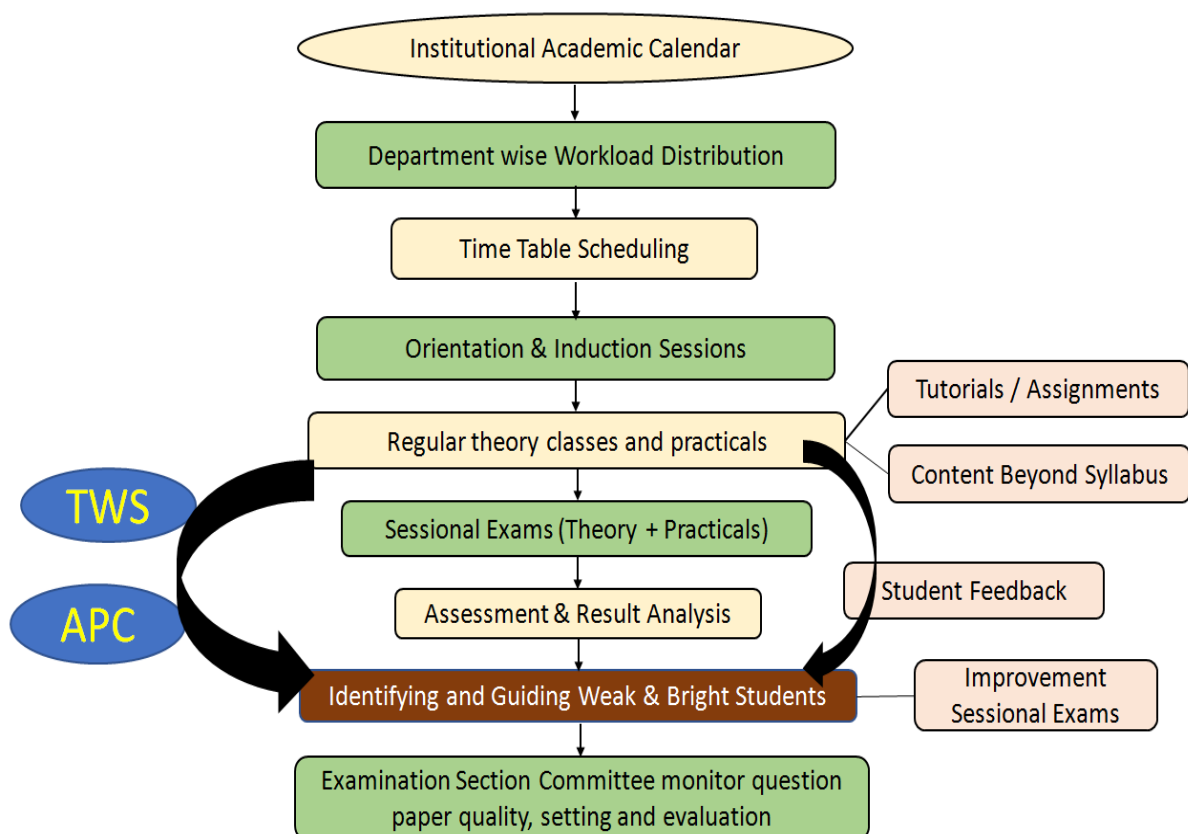 Institutional Academic Calendar
Department wise Workload Distribution
Time Table Scheduling
Orientation & Induction Sessions
Tutorials / Assignments
Regular theory classes and practicals
Content Beyond Syllabus
TWS
Sessional Exams (Theory + Practicals)
Student Feedback
APC
Assessment & Result Analysis
Identifying and Guiding Weak & Bright Students
Improvement
Sessional Exams
Examination Section Committee monitor question
paper quality, setting and evaluation